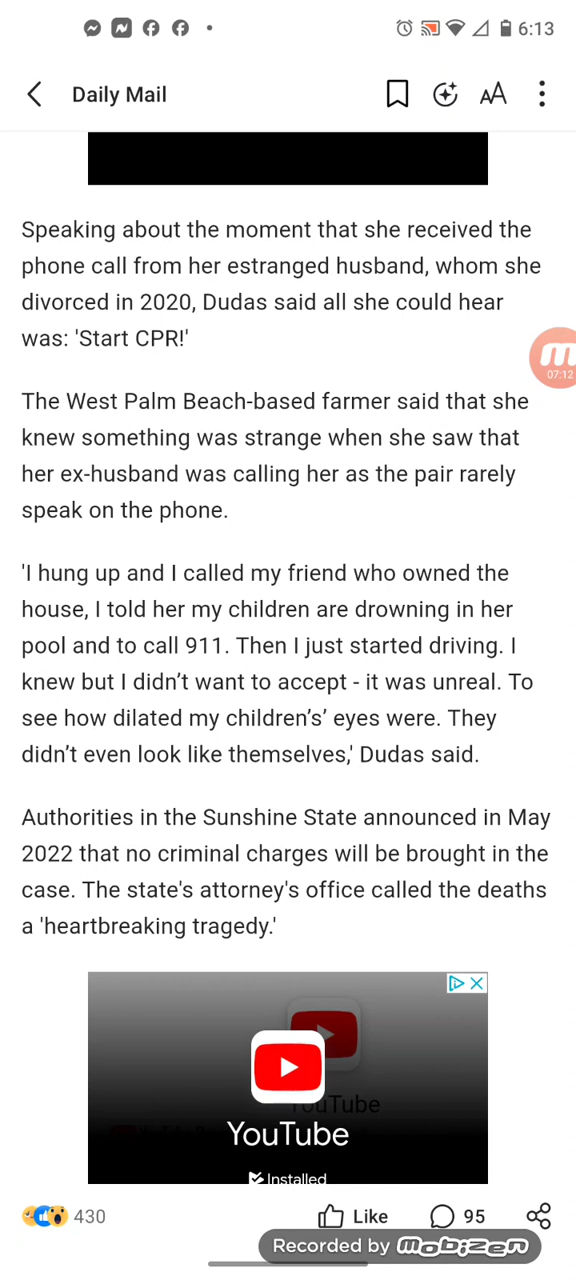 6:13
Daily Mail
AA
Speaking about the moment that she received the
phone call from her estranged husband, whom she
divorced in 2020, Dudas said all she could hear
was: 'Start CPR!'
07:12
The West Palm Beach-based farmer said that she
knew something was strange when she saw that
her ex-husband was calling her as the pair rarely
speak on the phone.
'I hung up and I called my friend who owned the
house, I told her my children are drowning in her
pool and to call 911. Then I just started driving. I
knew but I didn’t want to accept - it was unreal. To
see how dilated my children’s’ eyes were. They
didn’t even look like themselves,' Dudas said.
Authorities in the Sunshine State announced in May
2022 that no criminal charges will be brought in the
case. The state's attorney's office called the deaths
a 'heartbreaking tragedy.'
YouTube
YouTube
Installed
430
Like
95
Recorded by mobizen